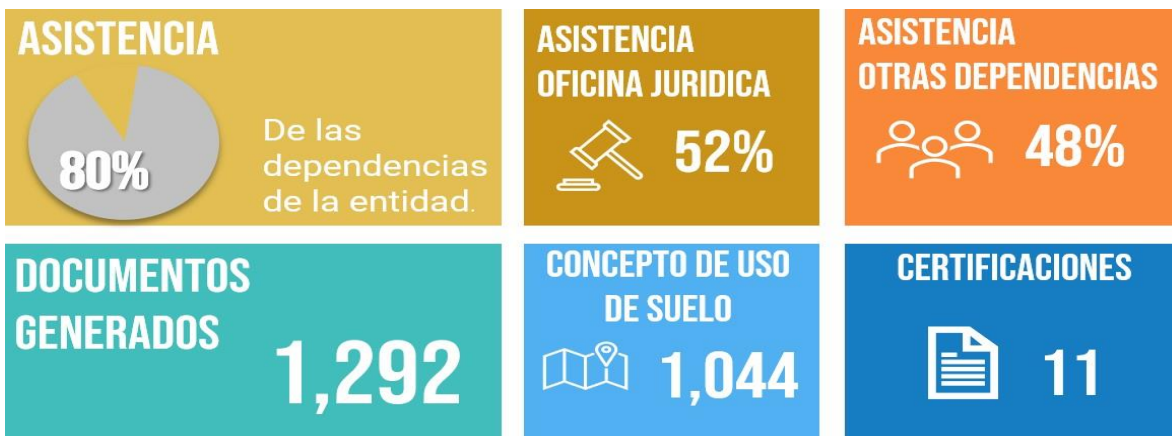 ASISTENCIA
80%
De las
dependencias
de la entidad.
ASISTENCIA
OFICINA JURIDICA
52%
ASISTENCIA
OTRAS DEPENDENCIAS
48%
DOCUMENTOS
GENERADOS
1,292
CONCEPTO DE USO
DE SUELO
1,044
CERTIFICACIONES
11